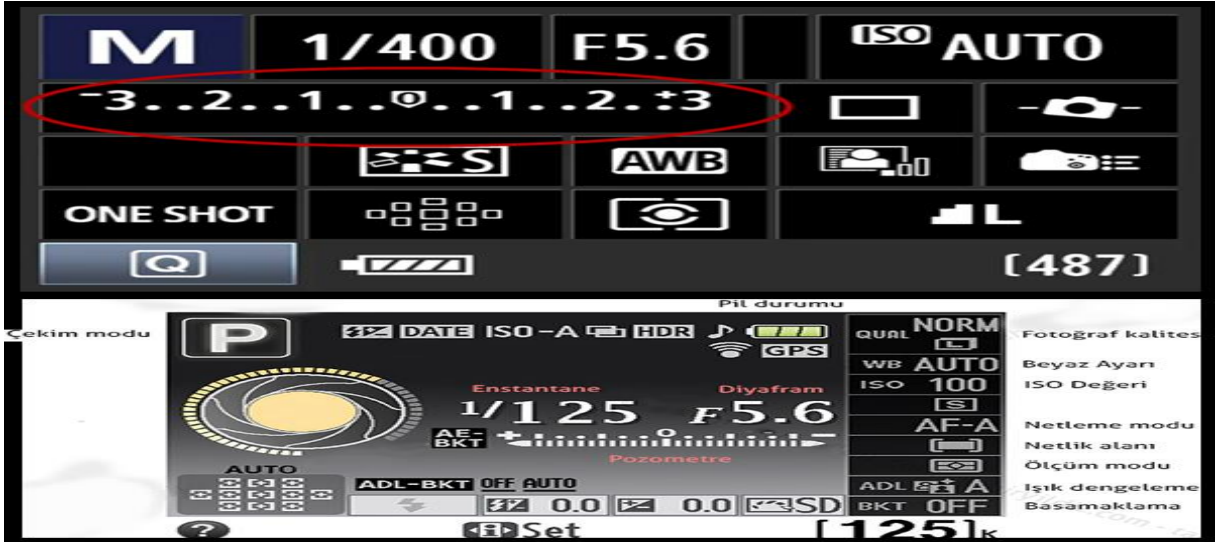 M 1/400 F5.6 ISO AUTO
-3..2..1..0..1..2.:+3
S AWB
ONE SHOT L
Q [487]
Pil durumu
Çekim modu P DATE ISO-A HDR QUAL NORM Fotoğraf kalites
GPS L
WB AUTO Beyaz Ayarı
Enstantane Diyafram ISO 100 ISO Değeri
1/125 F5.6 S
AE-BKT + 0 - AF-A Netleme modu
Netlik alanı
Pozometre Ölçüm modu
AUTO ADL-BKT OFF AUTO ADL A Işık dengeleme
0.0 0.0 SD BKT OFF Basamaklama
? i Set [125]K